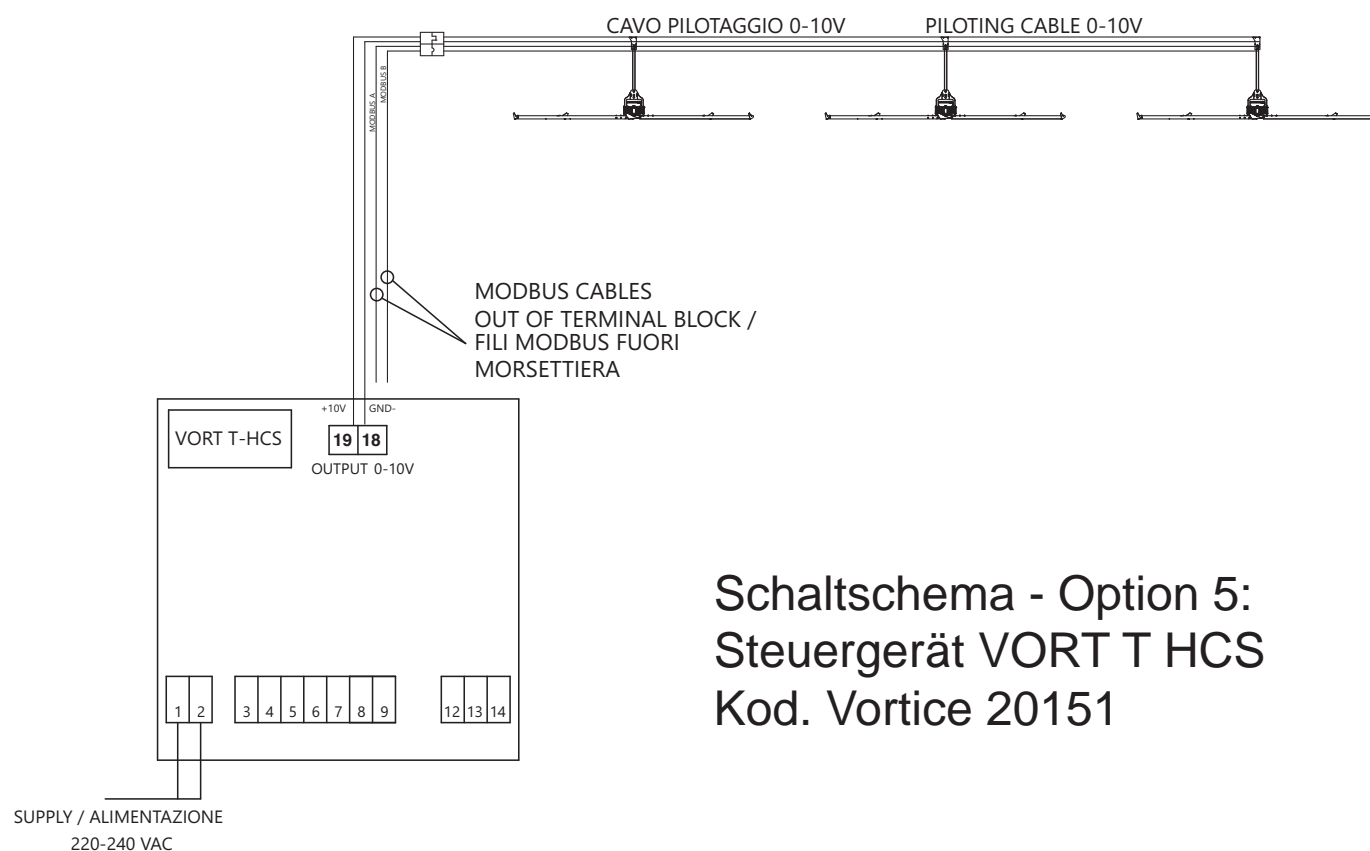 CAVO PILOTAGGIO 0-10V
PILOTING CABLE 0-10V
MODBUS_A
MODBUS B
MODBUS CABLES
OUT OF TERMINAL BLOCK /
FILI MODBUS FUORI
MORSETTIERA
+10V
GND-
VORT T-HCS
19 18
OUTPUT 0-10V
Schaltschema - Option 5:
Steuergerät VORT T HCS
Kod. Vortice 20151
1 2
3 4 5 6 7 8 9
12 13 14
SUPPLY / ALIMENTAZIONE
220-240 VAC